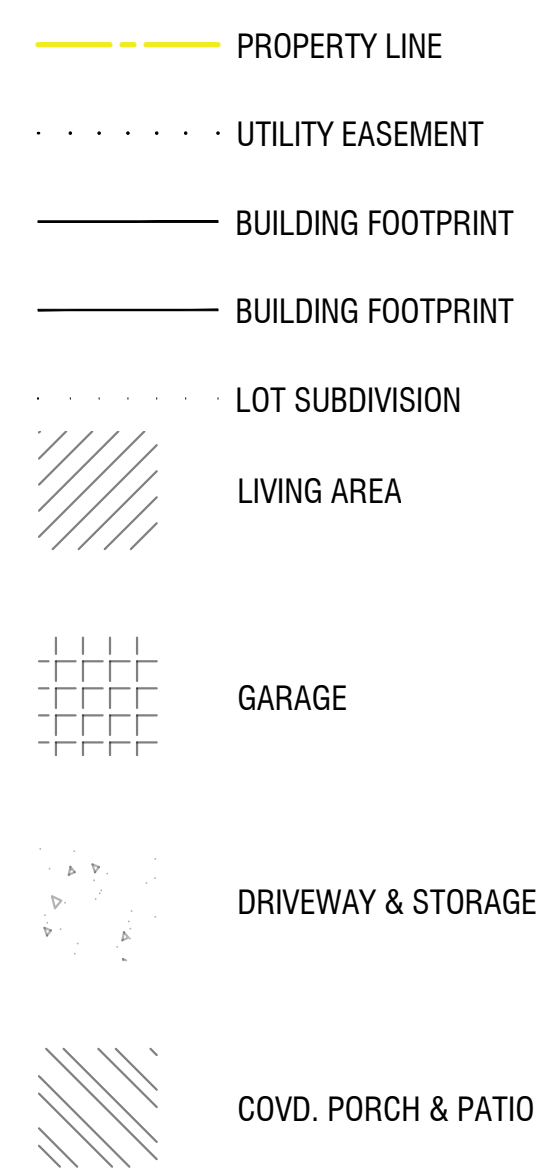 PROPERTY LINE
UTILITY EASEMENT
BUILDING FOOTPRINT
BUILDING FOOTPRINT
LOT SUBDIVISION
LIVING AREA
GARAGE
DRIVEWAY & STORAGE
COVD. PORCH & PATIO